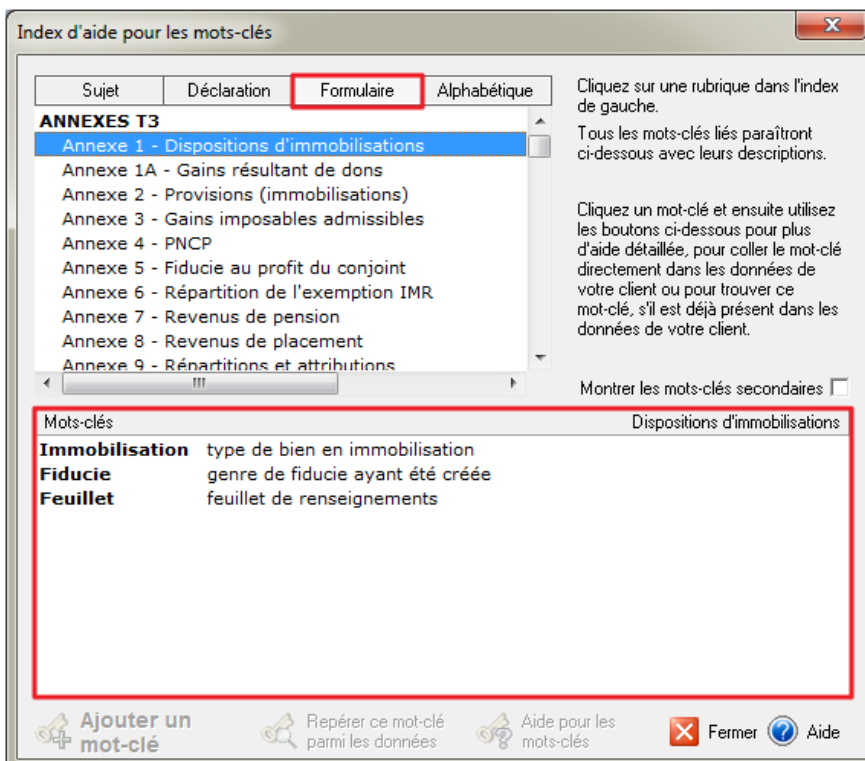 Index d'aide pour les mots-clés
Sujet Déclaration Formulaire Alphabétique
ANNEXES T3
Annexe 1 - Dispositions d'immobilisations
Annexe 1A - Gains résultant de dons
Annexe 2 - Provisions (immobilisations)
Annexe 3 - Gains imposables admissibles
Annexe 4 - PNCP
Annexe 5 - Fiducie au profit du conjoint
Annexe 6 - Répartition de l'exemption IMR
Annexe 7 - Revenus de pension
Annexe 8 - Revenus de placement
Annexe 9 - Répartitions et attributions
Cliquez sur une rubrique dans l'index
de gauche.
Tous les mots-clés liés paraîtront
ci-dessous avec leurs descriptions.
Cliquez un mot-clé et ensuite utilisez
les boutons ci-dessous pour plus
d'aide détaillée, pour coller le mot-clé
directement dans les données de
votre client ou pour trouver ce
mot-clé, s'il est déjà présent dans les
données de votre client.
Montrer les mots-clés secondaires
Mots-clés Dispositions d'immobilisations
Immobilisation type de bien en immobilisation
Fiducie genre de fiducie ayant été créée
Feuillet feuillet de renseignements
Ajouter un
mot-clé
Repérer ce mot-clé
parmi les données
Aide pour les
mots-clés
Fermer
Aide